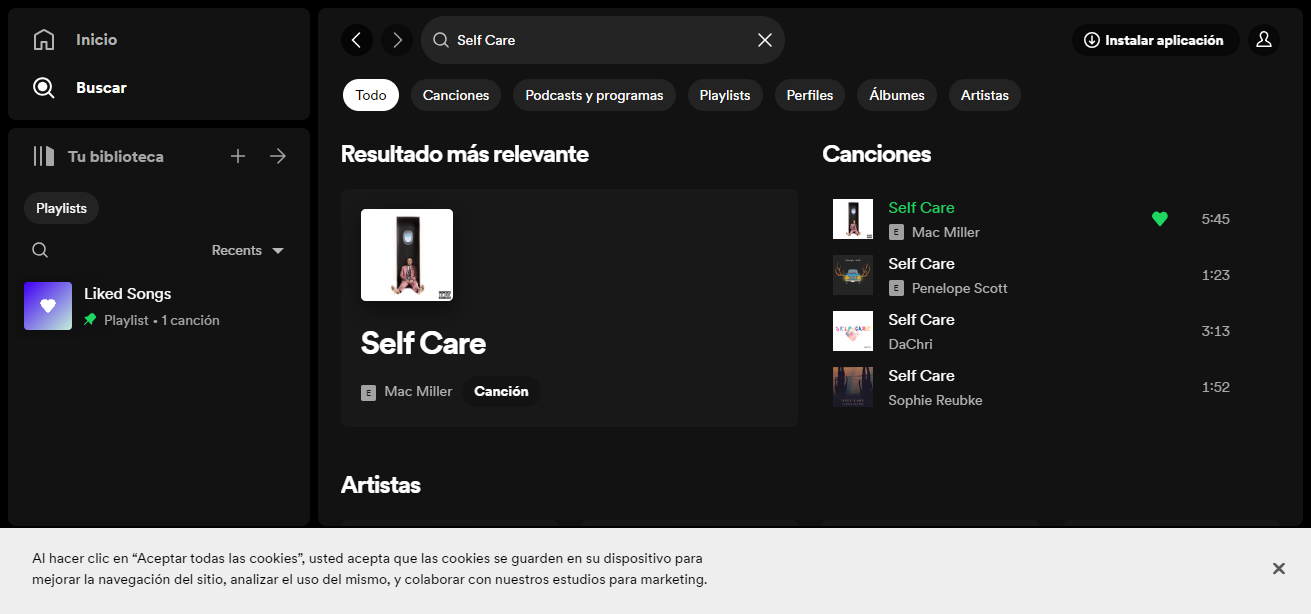 Inicio
Buscar
Tu biblioteca
Playlists
Recents
Liked Songs
Playlist • 1 canción
Self Care
Instalar aplicación
Todo
Canciones
Podcasts y programas
Playlists
Perfiles
Álbumes
Artistas
Resultado más relevante
Self Care
E Mac Miller Canción
Canciones
Self Care
E Mac Miller
5:45
Self Care
E Penelope Scott
1:23
Self Care
DaChri
3:13
Self Care
Sophie Reubke
1:52
Artistas
Al hacer clic en “Aceptar todas las cookies”, usted acepta que las cookies se guarden en su dispositivo para
mejorar la navegación del sitio, analizar el uso del mismo, y colaborar con nuestros estudios para marketing.